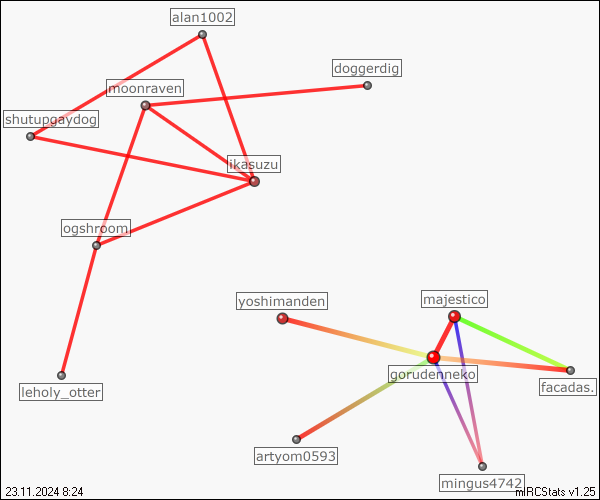 alan1002
doggerdig
moonraven
shutupgaydog
ikasuzu
ogshroom
yoshimanden
majestico
gorudenneko
facadas.
leholy_otter
artyom0593
mingus4742
23.11.2024 8:24
mIRCStats v1.25